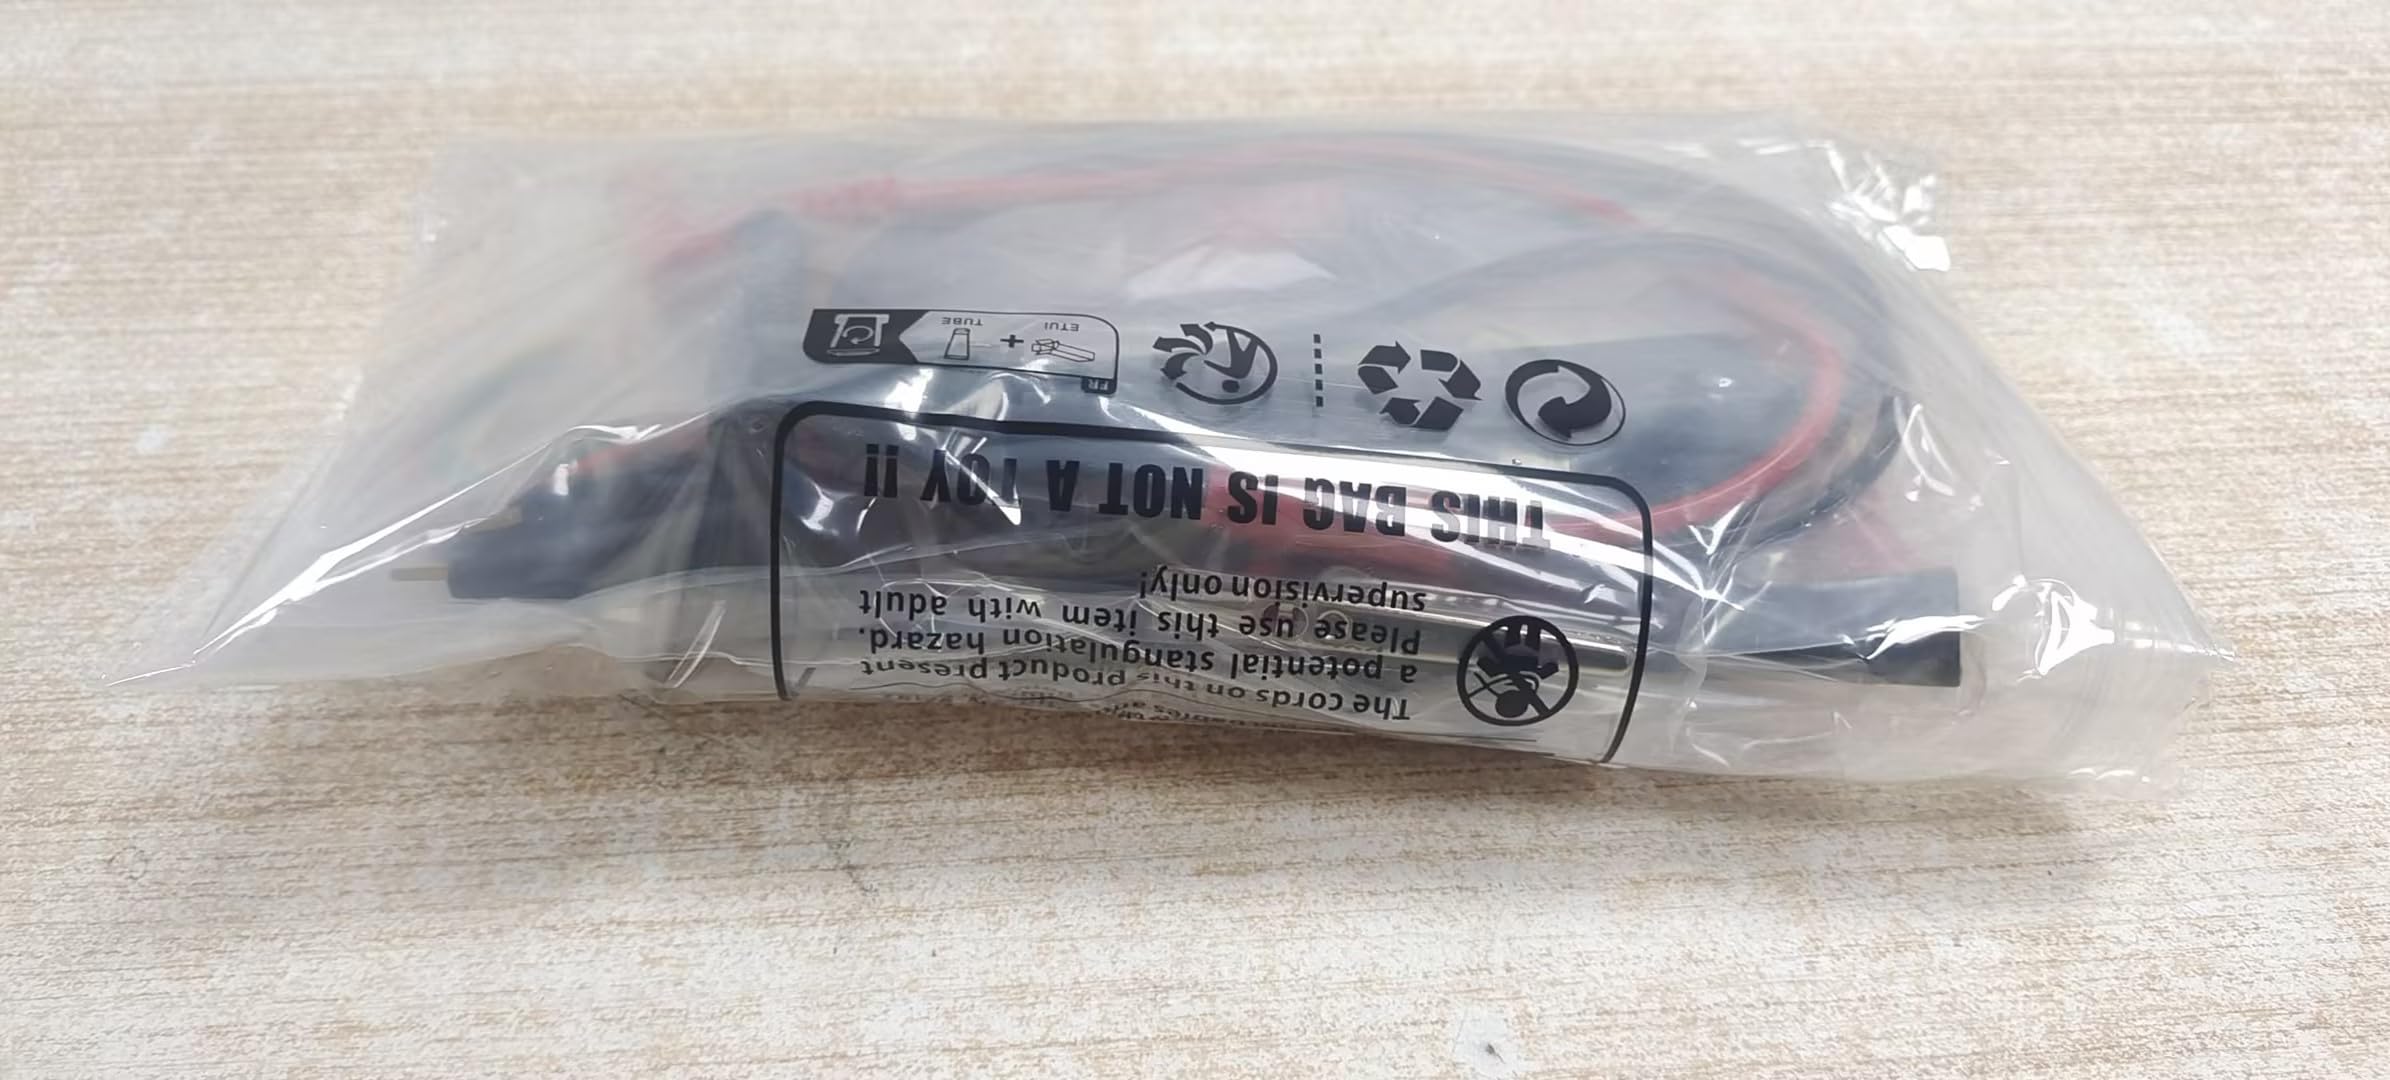 The cords on this product present
a potential stangulation hazard.
Please use this item with adult
supervision only!
THIS BAG IS NOT A TOY !!
FR
ETUI
+
TUBE